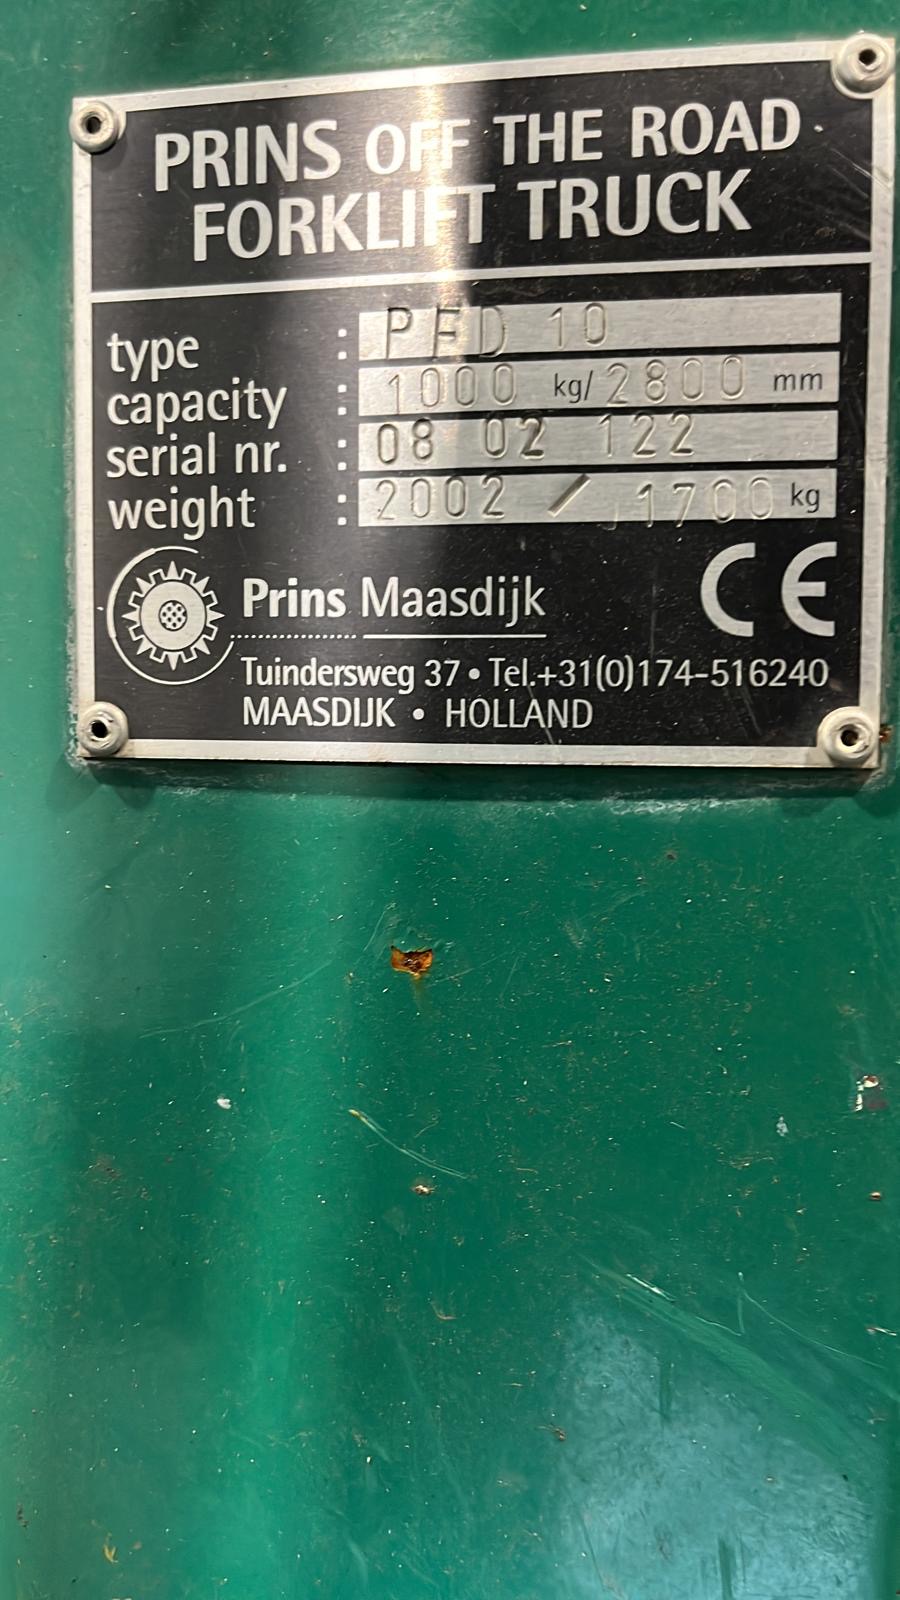 PRINS OFF THE ROAD
FORKLIFT TRUCK
type : PFD 10
capacity : 1000 kg/ 2800 mm
serial nr. : 08 02 122
weight : 2002 / 1700 kg
Prins Maasdijk
CE
Tuindersweg 37 • Tel.+31(0)174-516240
MAASDIJK • HOLLAND